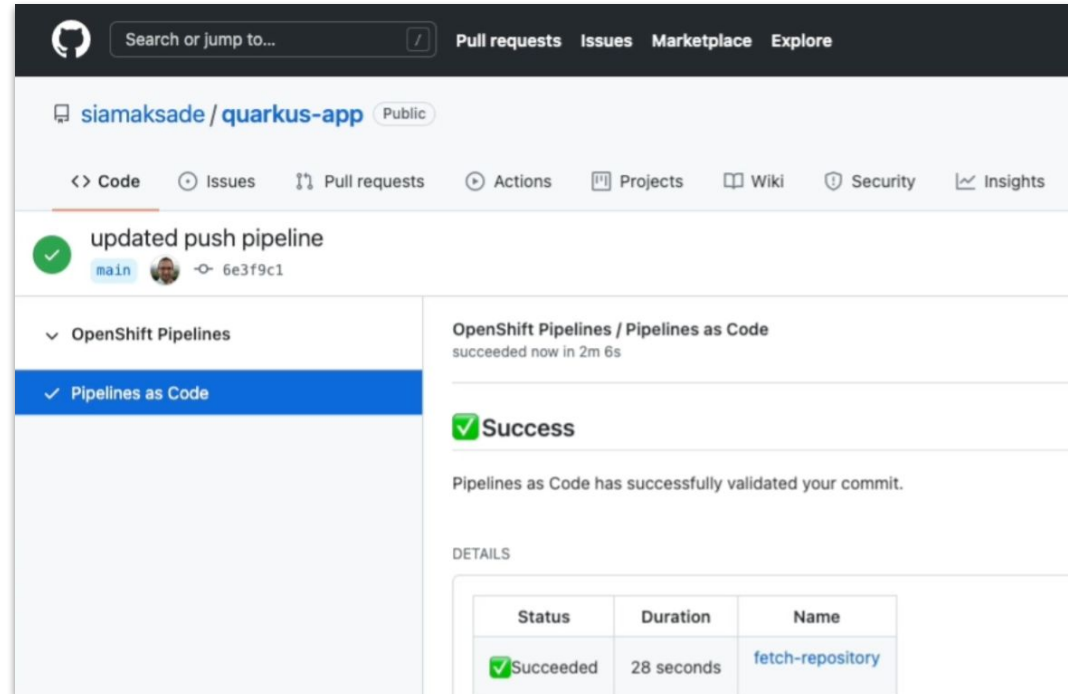 Search or jump to... / Pull requests Issues Marketplace Explore
siamaksade / quarkus-app Public
<> Code Issues Pull requests Actions Projects Wiki Security Insights
updated push pipeline
main 6e3f9c1
OpenShift Pipelines
Pipelines as Code
OpenShift Pipelines / Pipelines as Code
succeeded now in 2m 6s
✅Success
Pipelines as Code has successfully validated your commit.
DETAILS
Status Duration Name
✅Succeeded 28 seconds fetch-repository